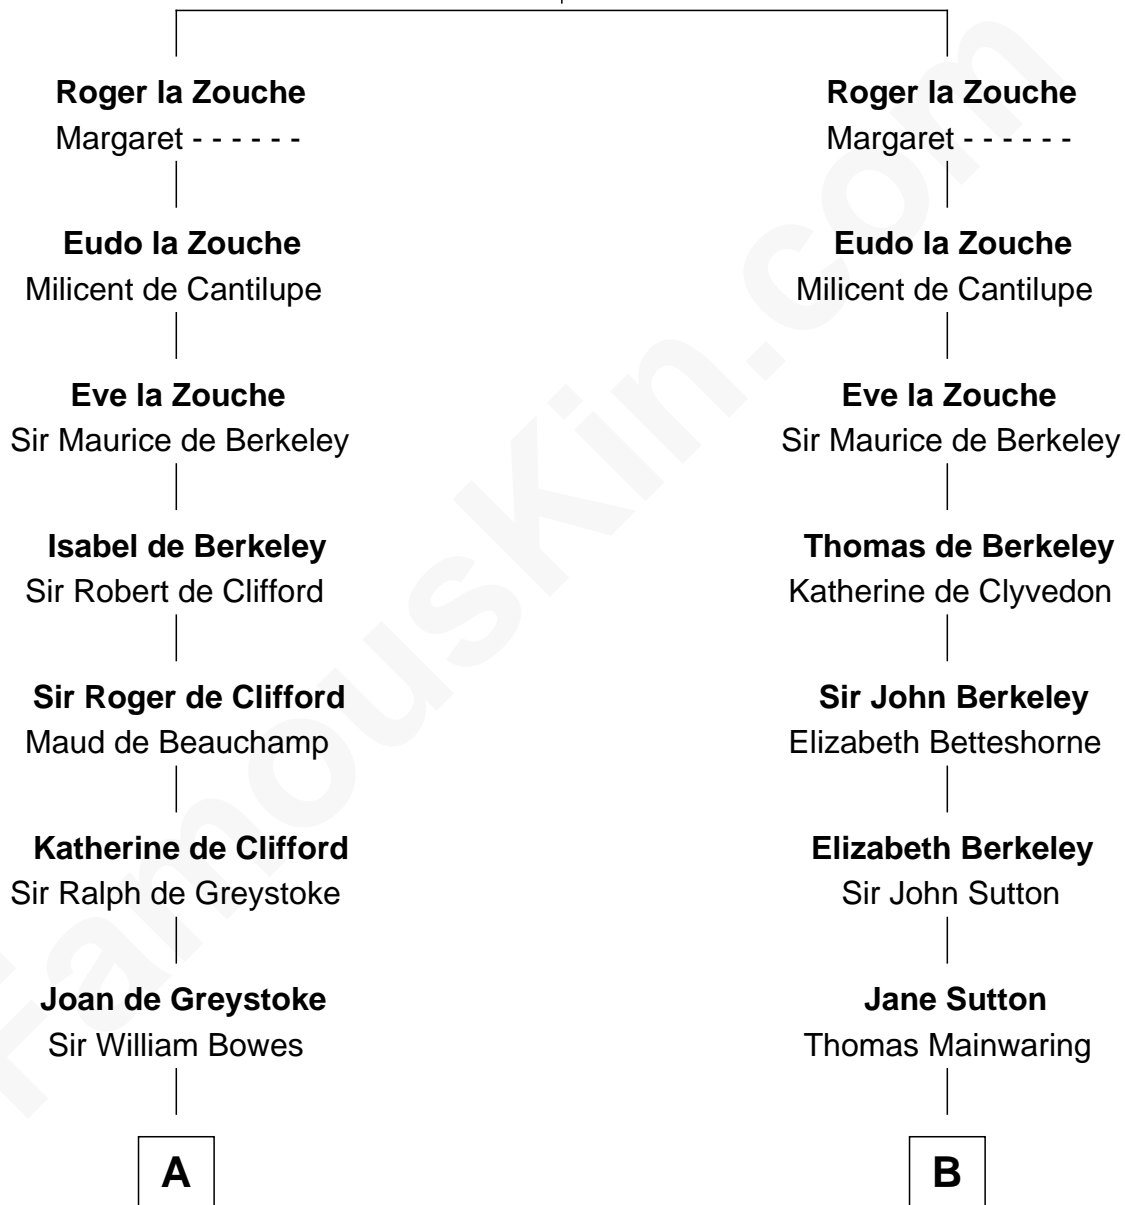 Roger la Zouche
Margaret - - - - - -
Eudo la Zouche
Milicent de Cantilupe
Eve la Zouche
Sir Maurice de Berkeley
Isabel de Berkeley
Sir Robert de Clifford
Sir Roger de Clifford
Maud de Beauchamp
Katherine de Clifford
Sir Ralph de Greystoke
Joan de Greystoke
Sir William Bowes
A
Roger la Zouche
Margaret - - - - - -
Eudo la Zouche
Milicent de Cantilupe
Eve la Zouche
Sir Maurice de Berkeley
Thomas de Berkeley
Katherine de Clyvedon
Sir John Berkeley
Elizabeth Betteshorne
Elizabeth Berkeley
Sir John Sutton
Jane Sutton
Thomas Mainwaring
B
FamousKin.com